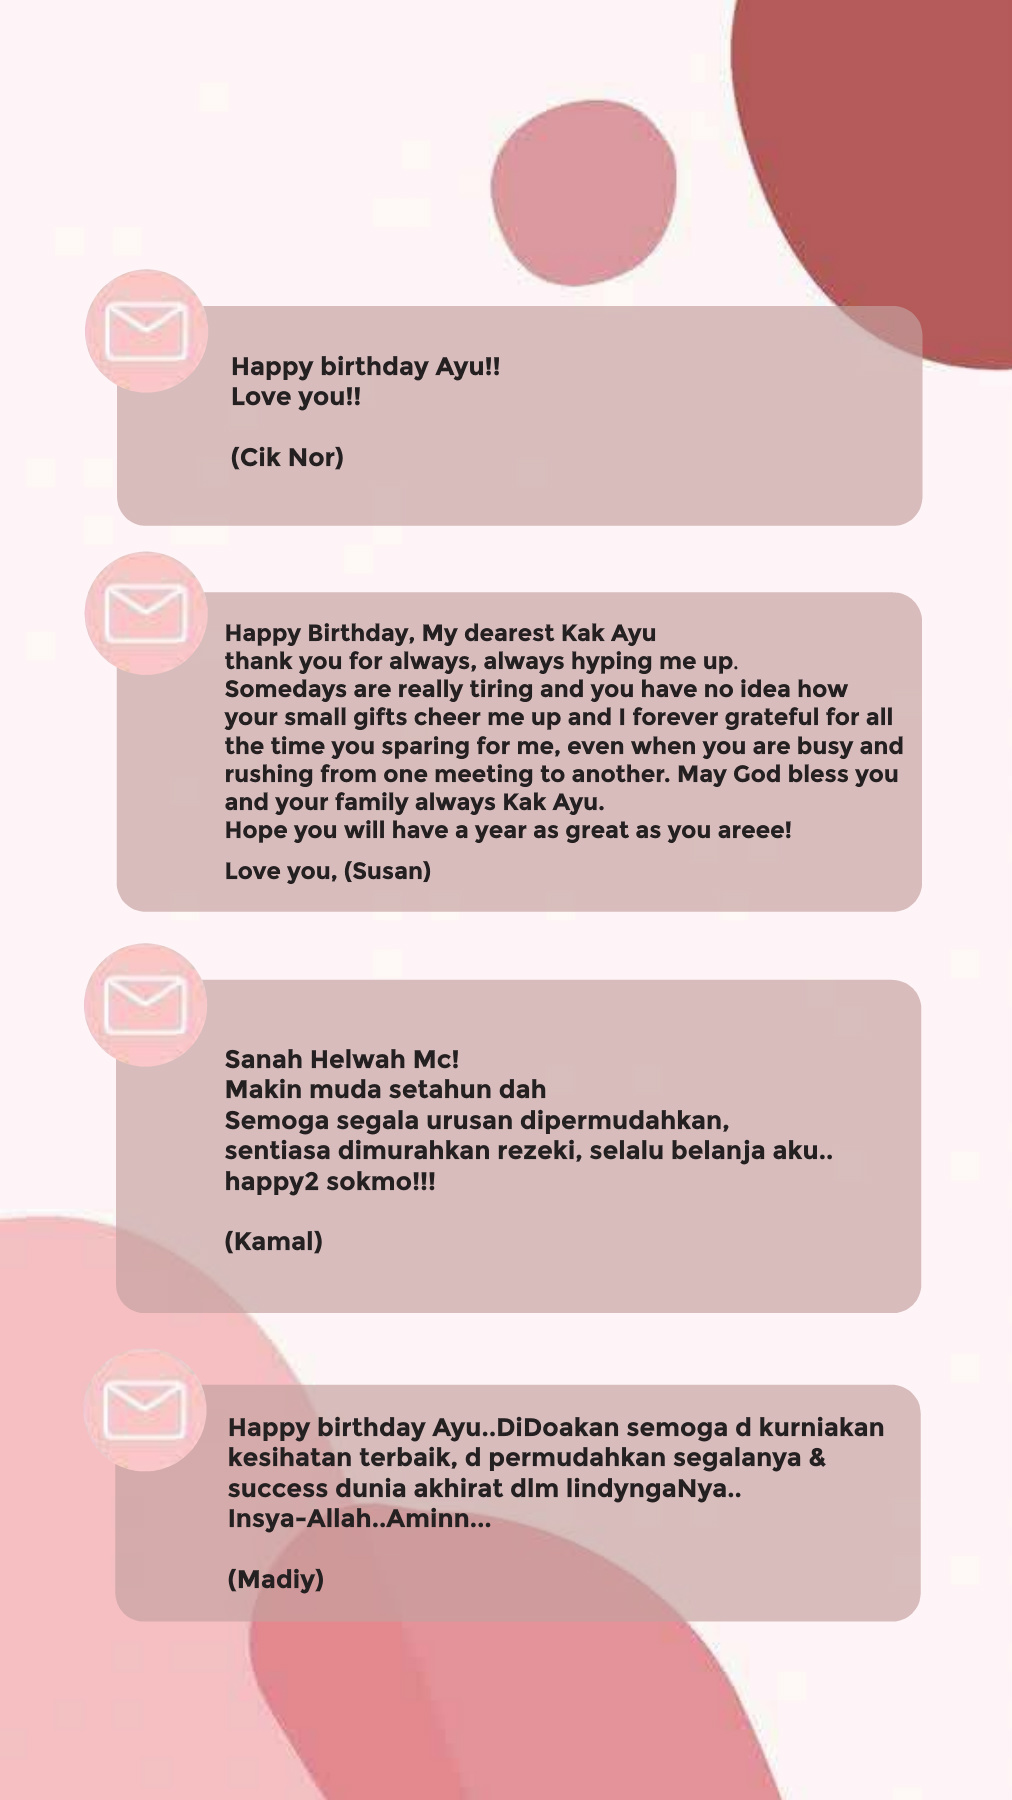 Happy birthday Ayu!!
Love you!!
(Cik Nor)
Happy Birthday, My dearest Kak Ayu
thank you for always, always hyping me up.
Somedays are really tiring and you have no idea how
your small gifts cheer me up and I forever grateful for all
the time you sparing for me, even when you are busy and
rushing from one meeting to another. May God bless you
and your family always Kak Ayu.
Hope you will have a year as great as you areee!
Love you, (Susan)
Sanah Helwah Mc!
Makin muda setahun dah
Semoga segala urusan dipermudahkan,
sentiasa dimurahkan rezeki, selalu belanja aku..
happy2 sokmo!!!
(Kamal)
Happy birthday Ayu..DiDoakan semoga d kurniakan
kesihatan terbaik, d permudahkan segalanya &
success dunia akhirat dlm lindyngaNya..
Insya-Allah..Aminn...
(Madiy)